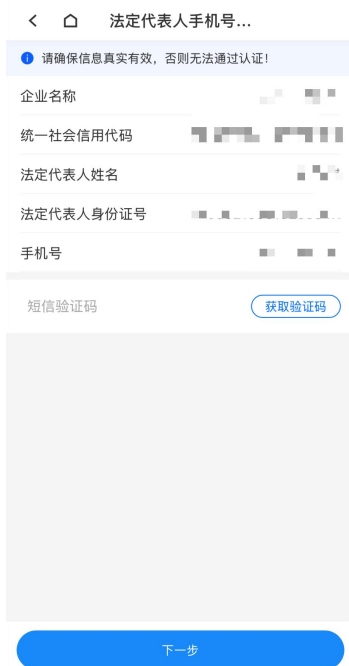 法定代表人手机号...
请确保信息真实有效，否则无法通过认证！
企业名称
统一社会信用代码
法定代表人姓名
法定代表人身份证号
手机号
短信验证码 获取验证码
下一步